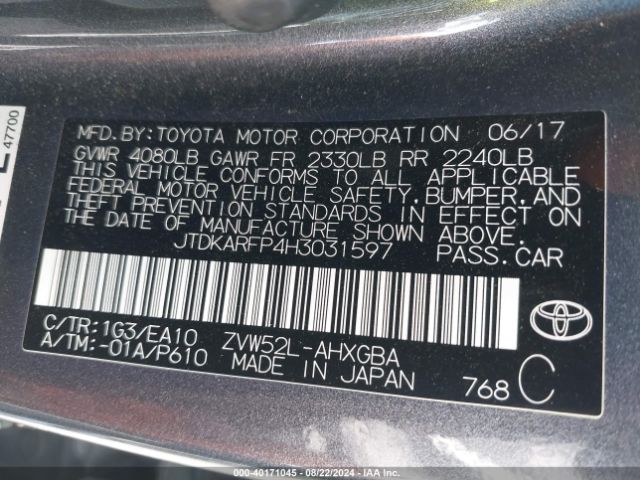 47700
MFD.BY:TOYOTA MOTOR CORPORATION 06/17
GVWR 4080LB GAWR FR 2330LB RR 2240LB
THIS VEHICLE CONFORMS TO ALL APPLICABLE
FEDERAL MOTOR VEHICLE SAFETY,BUMPER,AND
THEFT PREVENTION STANDARDS IN EFFECT ON
THE DATE OF MANUFACTURE SHOWN ABOVE.
JTDKARFP4H3031597 PASS.CAR
C/TR:1G3/EA10 ZVW52L-AHXGBA
A/TM:-01A/P610 MADE IN JAPAN 768 C
TOYOTA
000-40171045 - 08/22/2024 - IAA Inc.